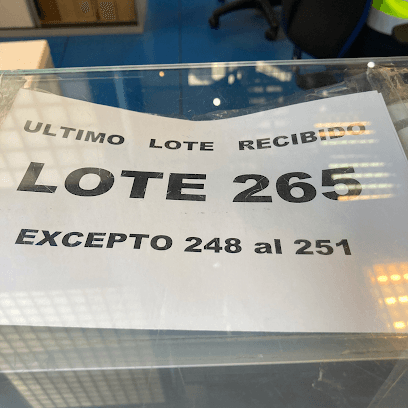 ULTIMO LOTE RECIBIDO
LOTE 265
EXCEPTO 248 al 251